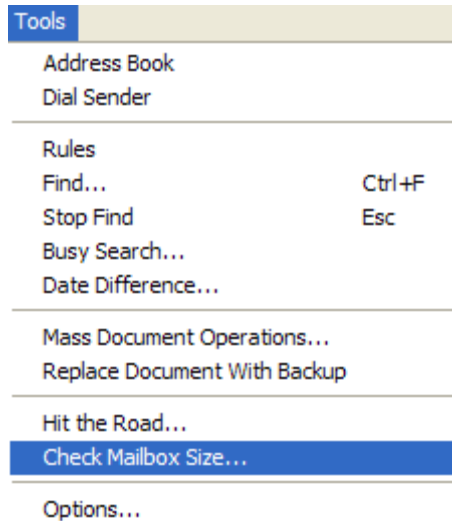 Tools
Address Book
Dial Sender
Rules
Find... Ctrl+F
Stop Find Esc
Busy Search...
Date Difference...
Mass Document Operations...
Replace Document With Backup
Hit the Road...
Check Mailbox Size...
Options...